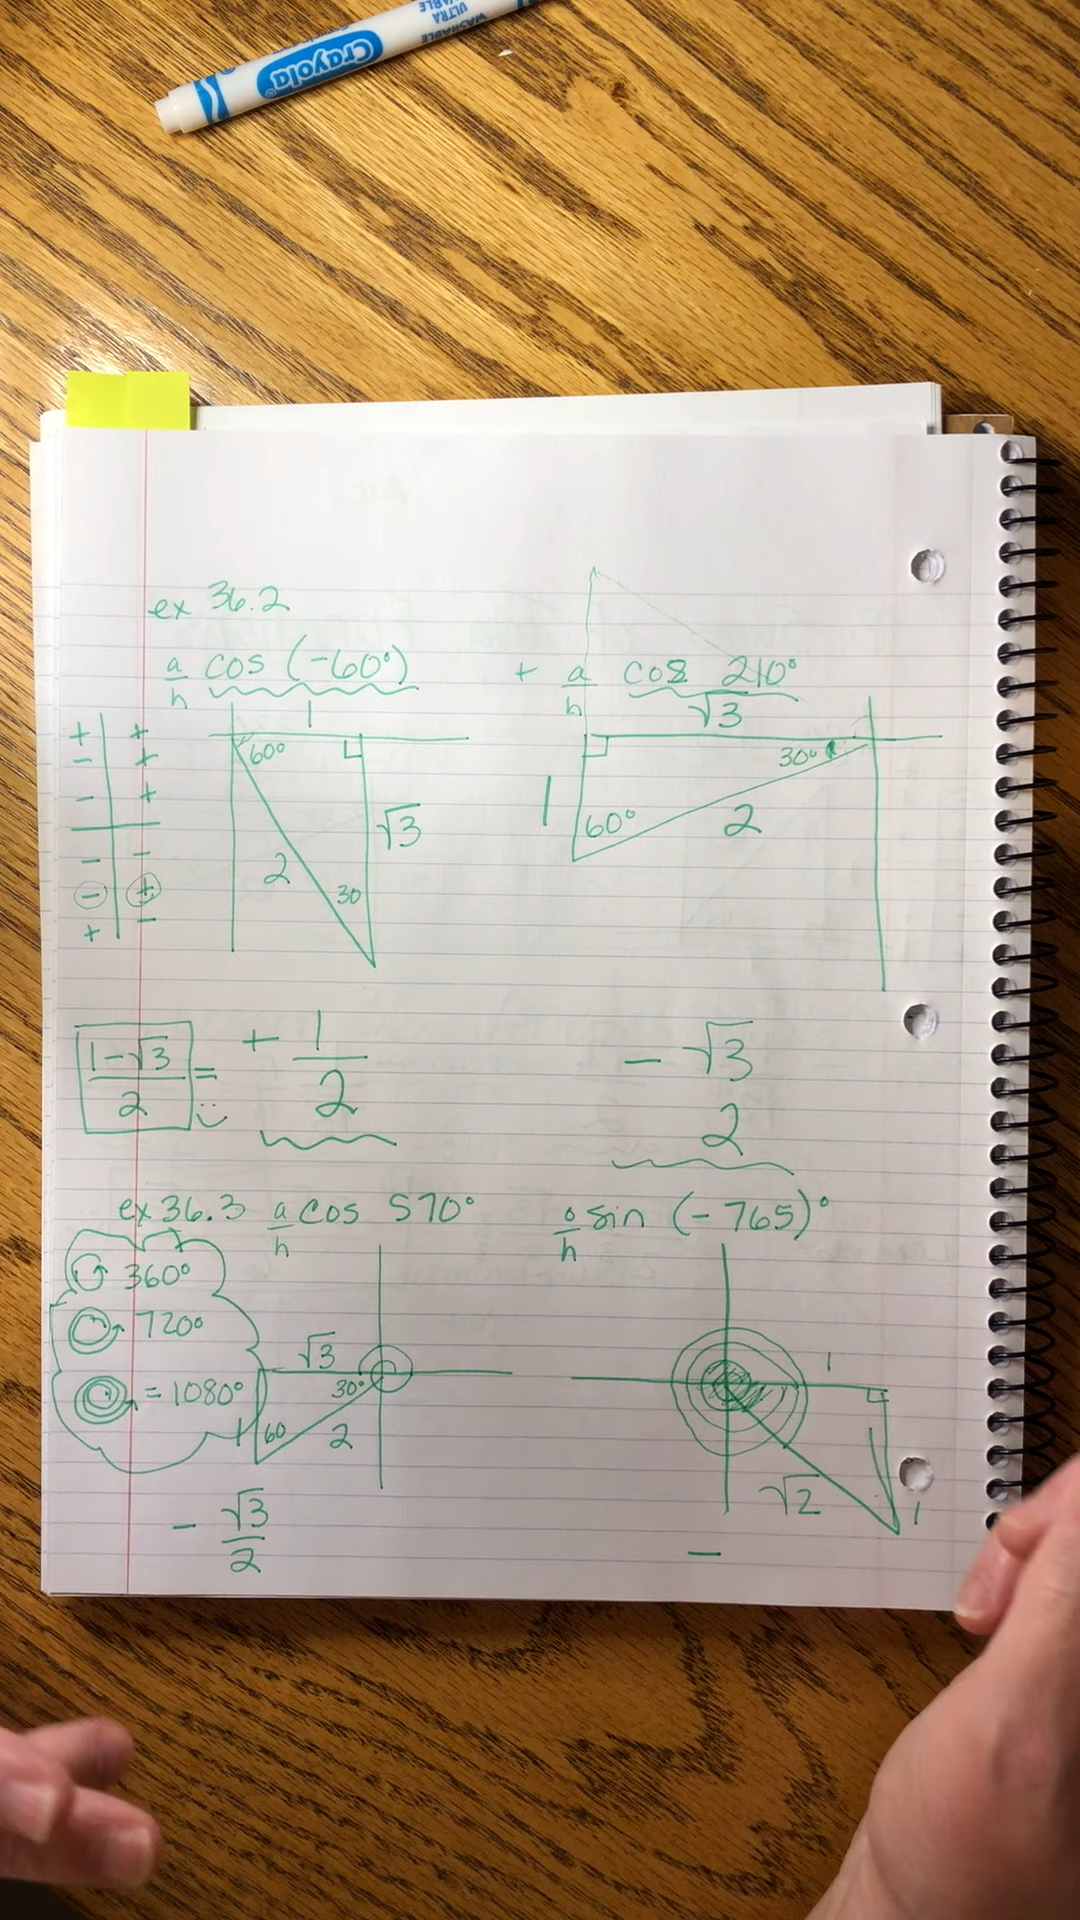 Crayola
ULTRA
WASHABLE
ex 36.2
a/h cos (-60°) + a/h cos 210°
1 √3
60° 30°
√3 1 60° 2
2
30
+ +
- +
- +
- -
- +
+ -
1-√3/2 = + 1/2 - √3/2
ex 36.3 a/h cos 570° o/h sin (-765)°
360°
720°
= 1080°
√3
30°
1 60 2
1
√2 1
- √3/2 -